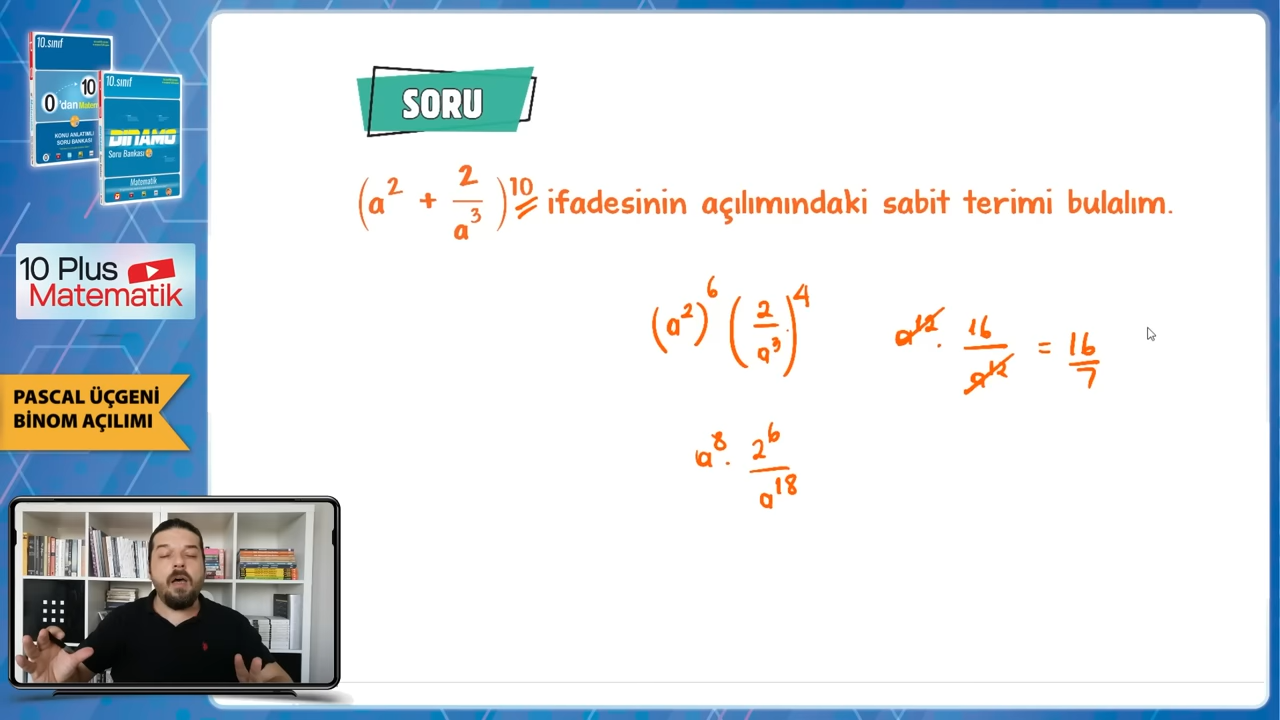 10.sınıf
0'dan 10
Matem
KONU ANLATIMLI
SORU BANKASI
10.sınıf
DİNAMO
Soru Bankası
Matematik
SORU
(a² + 2/a³)¹⁰ ifadesinin açılımındaki sabit terimi bulalım.
10 Plus
Matematik
(a²)⁶ (2/a³)⁴ a¹² · 16/a¹² = 16/7
PASCAL ÜÇGENİ
BİNOM AÇILIMI
a⁸ · 2⁶/a¹⁸